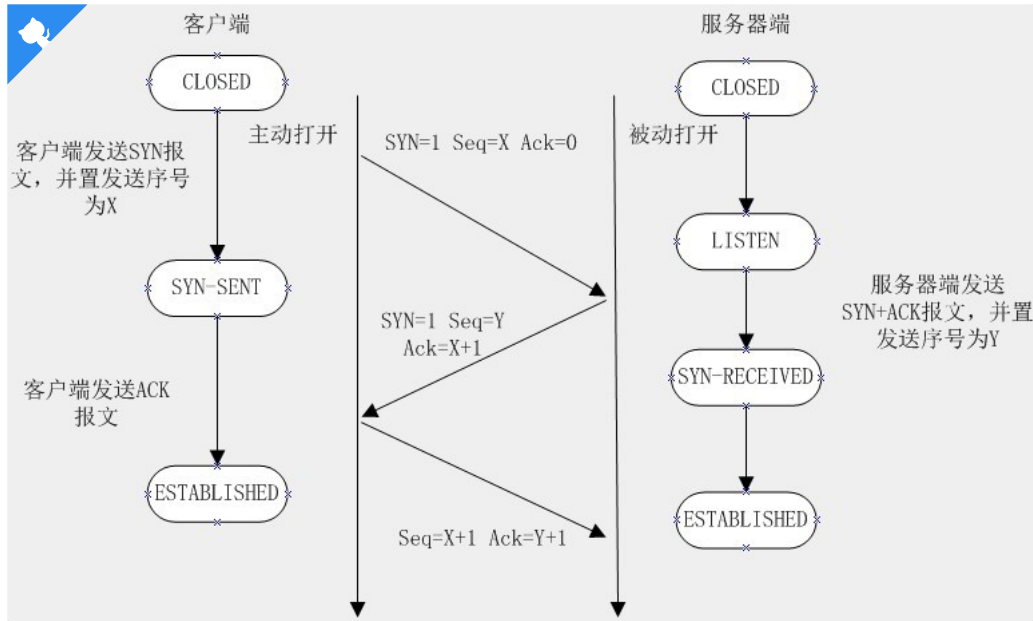 客户端
服务器端
CLOSED
CLOSED
主动打开
SYN=1 Seq=X Ack=0
被动打开
客户端发送SYN报
文，并置发送序号
为X
LISTEN
SYN-SENT
服务器端发送
SYN+ACK报文，并置
发送序号为Y
SYN=1 Seq=Y
Ack=X+1
SYN-RECEIVED
客户端发送ACK
报文
ESTABLISHED
ESTABLISHED
Seq=X+1 Ack=Y+1